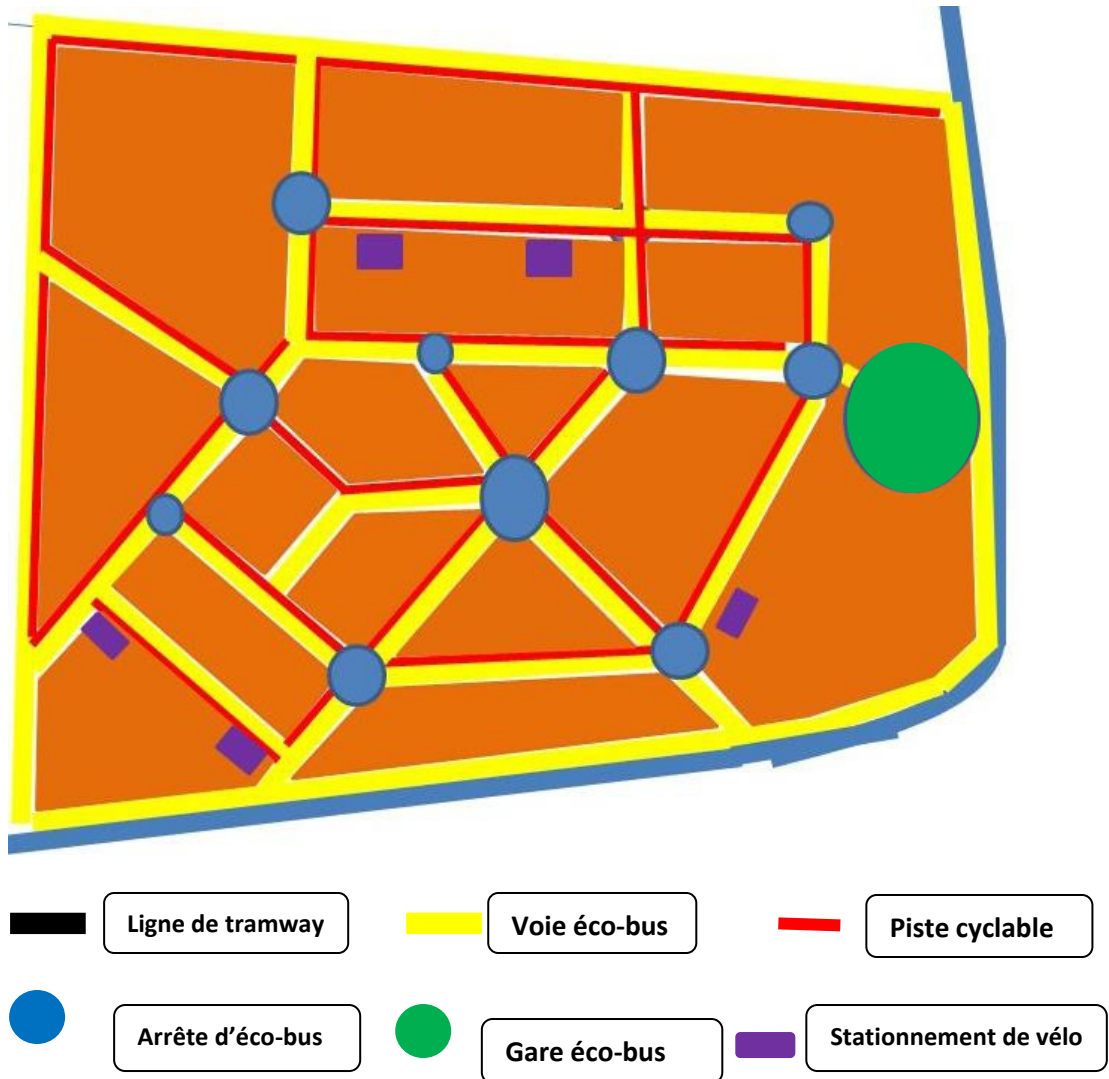 Ligne de tramway
Voie éco-bus
Piste cyclable
Arrête d'éco-bus
Gare éco-bus
Stationnement de vélo